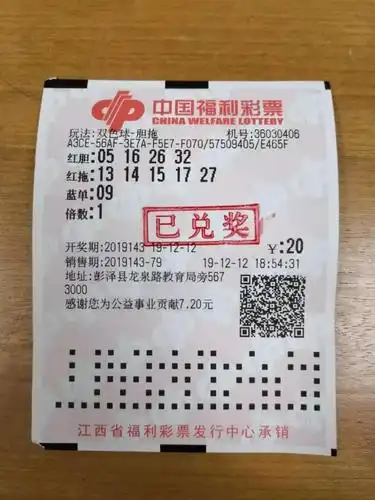 中国福利彩票
CHINA WELFARE LOTTERY
玩法:双色球-胆拖 机号:36030406
A3CE-56AF-3E7A-F5E7-F070/57509405/E465F
红胆:05 16 26 32
红拖:13 14 15 17 27
蓝单:09
倍数:1
已兑奖
开奖期:2019143 19-12-12 ¥:20
销售期:2019143-79 19-12-12 18:54:31
地址:彭泽县龙泉路教育局旁567
3000
感谢您为公益事业贡献7.20元
江西省福利彩票发行中心承销